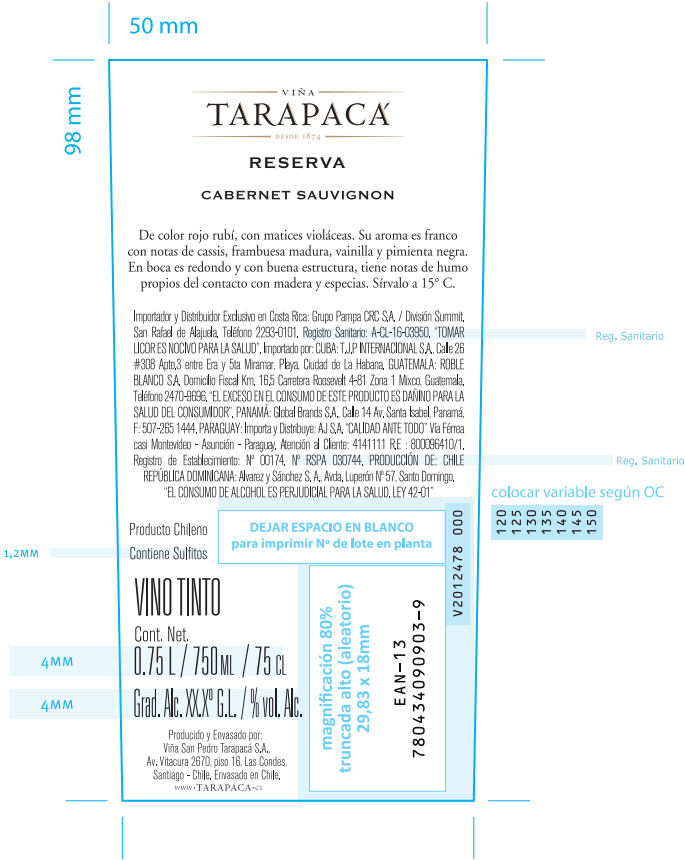 50 mm
98 mm
VIÑA
TARAPACÁ
DESDE 1874
RESERVA
CABERNET SAUVIGNON
De color rojo rubí, con matices violáceas. Su aroma es franco
con notas de cassis, frambuesa madura, vainilla y pimienta negra.
En boca es redondo y con buena estructura, tiene notas de humo
propios del contacto con madera y especias. Sírvalo a 15° C.
Importador y Distribuidor Exclusivo en Costa Rica: Grupo Pampa CRC S.A. / División Summit.
San Rafael de Alajuela, Teléfono 2293-0101, Registro Sanitario: A-CL-16-03950, "TOMAR
LICOR ES NOCIVO PARA LA SALUD", Importado por: CUBA: T.J.P INTERNACIONAL S.A., Calle 26
#308 Apto,3 entre Era y 5ta Miramar, Playa, Ciudad de La Habana, GUATEMALA: ROBLE
BLANCO S.A. Domicilio Fiscal Km. 16,5 Carretera Roosevelt 4-81 Zona 1 Mixco, Guatemala,
Teléfono 2470-9696, "EL EXCESO EN EL CONSUMO DE ESTE PRODUCTO ES DAÑINO PARA LA
SALUD DEL CONSUMIDOR", PANAMÁ: Global Brands S.A., Calle 14 Av, Santa Isabel, Panamá,
F: 507-265 1444, PARAGUAY: Importa y Distribuye: AJ S.A, "CALIDAD ANTE TODO" Vía Férrea
casi Montevideo - Asunción - Paraguay, Atención al Cliente: 4141111 R.E : 800096410/1,
Registro de Establecimiento: Nº 00174, Nº RSPA 030744, PRODUCCIÓN DE: CHILE
REPÚBLICA DOMINICANA: Alvarez y Sánchez S. A., Avda, Luperón Nº 57, Santo Domingo,
"EL CONSUMO DE ALCOHOL ES PERJUDICIAL PARA LA SALUD, LEY 42-01"
Reg. Sanitario
Reg. Sanitario
colocar variable según OC
120
125
130
135
140
145
150
V2012478 000
Producto Chileno
Contiene Sulfitos
DEJAR ESPACIO EN BLANCO
para imprimir Nº de lote en planta
1,2MM
VINO TINTO
Cont. Net.
4MM
0.75 L / 750 ML / 75 CL
4MM
Grad. Alc. XX.Xº G.L. / % vol. Alc.
magnificación 80%
truncada alto (aleatorio)
29,83 x 18mm
EAN-13
780434090903-9
Producido y Envasado por:
Viña San Pedro Tarapacá S.A.,
Av. Vitacura 2670, piso 16, Las Condes,
Santiago - Chile, Envasado en Chile,
WWW•TARAPACA•CL